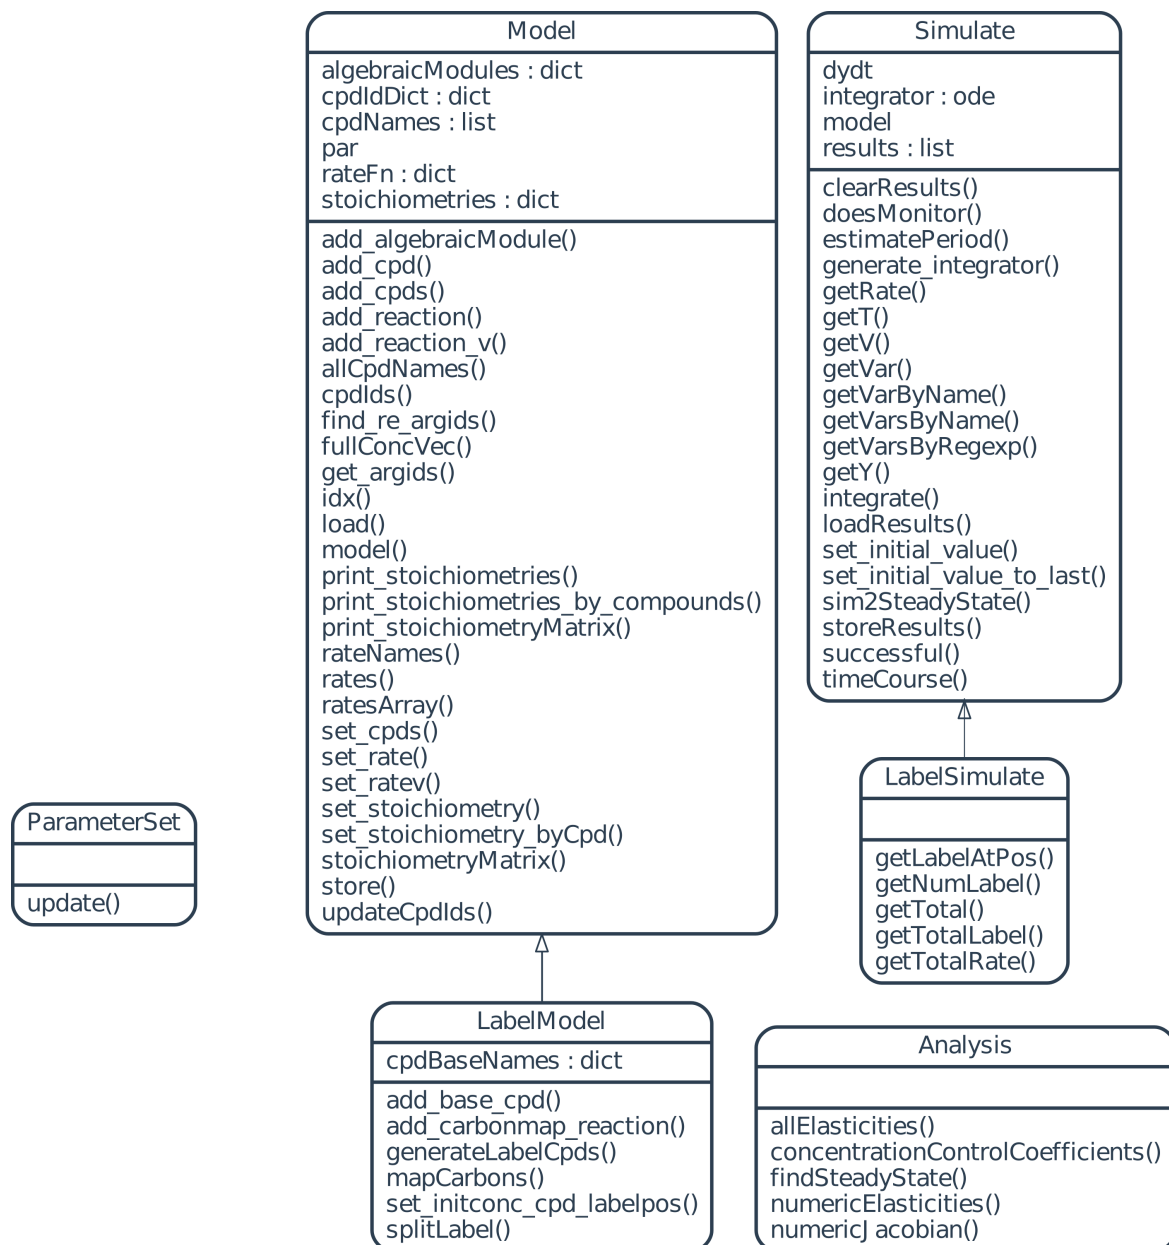 Model
algebraicModules : dict
cpdIdDict : dict
cpdNames : list
par
rateFn : dict
stoichiometries : dict
add_algebraicModule()
add_cpd()
add_cpds()
add_reaction()
add_reaction_v()
allCpdNames()
cpdIds()
find_re_argids()
fullConcVec()
get_argids()
idx()
load()
model()
print_stoichiometries()
print_stoichiometries_by_compounds()
print_stoichiometryMatrix()
rateNames()
rates()
ratesArray()
set_cpds()
set_rate()
set_ratev()
set_stoichiometry()
set_stoichiometry_byCpd()
stoichiometryMatrix()
store()
updateCpdIds()
Simulate
dydt
integrator : ode
model
results : list
clearResults()
doesMonitor()
estimatePeriod()
generate_integrator()
getRate()
getT()
getV()
getVar()
getVarByName()
getVarsByName()
getVarsByRegexp()
getY()
integrate()
loadResults()
set_initial_value()
set_initial_value_to_last()
sim2SteadyState()
storeResults()
successful()
timeCourse()
ParameterSet
update()
LabelSimulate
getLabelAtPos()
getNumLabel()
getTotal()
getTotalLabel()
getTotalRate()
LabelModel
cpdBaseNames : dict
add_base_cpd()
add_carbonmap_reaction()
generateLabelCpds()
mapCarbons()
set_initconc_cpd_labelpos()
splitLabel()
Analysis
allElasticities()
concentrationControlCoefficients()
findSteadyState()
numericElasticities()
numericJacobian()